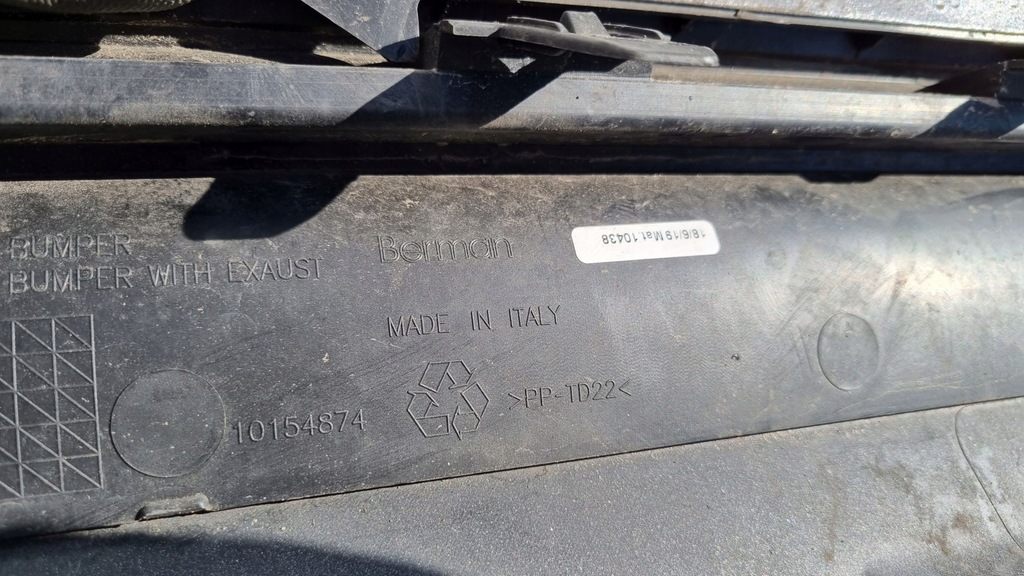 BUMPER
BUMPER WITH EXAUST
Berman
18/6/19 Mat.10438
MADE IN ITALY
10154874
>PP-TD22<